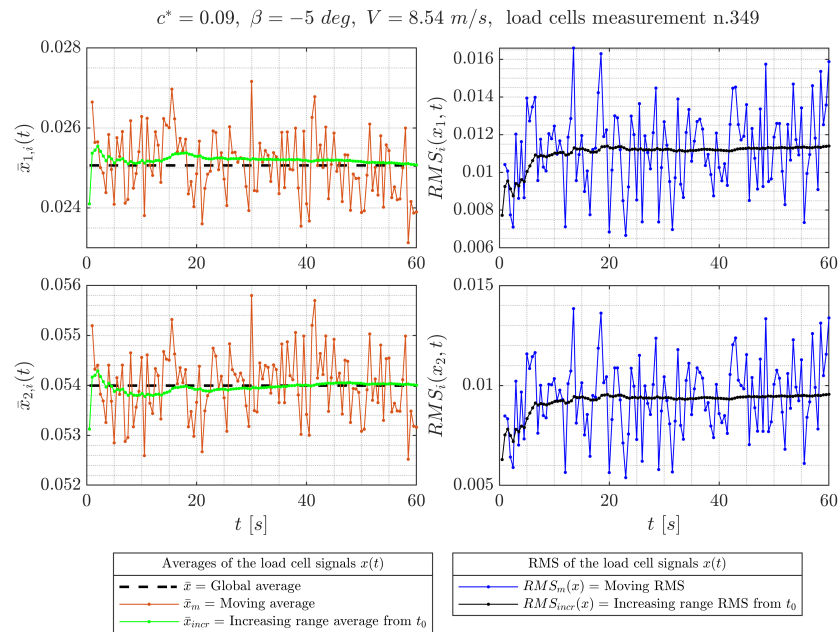 c* = 0.09, β = −5 deg, V = 8.54 m/s, load cells measurement n.349
0.028
0.026
0.024
x̄₁,ᵢ(t)
0 20 40 60
0.016
0.014
0.012
0.01
0.008
0.006
RMSᵢ(x₁, t)
0 20 40 60
0.056
0.055
0.054
0.053
0.052
x̄₂,ᵢ(t)
0 20 40 60
t [s]
0.015
0.01
0.005
RMSᵢ(x₂, t)
0 20 40 60
t [s]
Averages of the load cell signals x(t)
x̄ = Global average
x̄ₘ = Moving average
x̄incr = Increasing range average from t₀
RMS of the load cell signals x(t)
RMSₘ(x) = Moving RMS
RMSincr(x) = Increasing range RMS from t₀